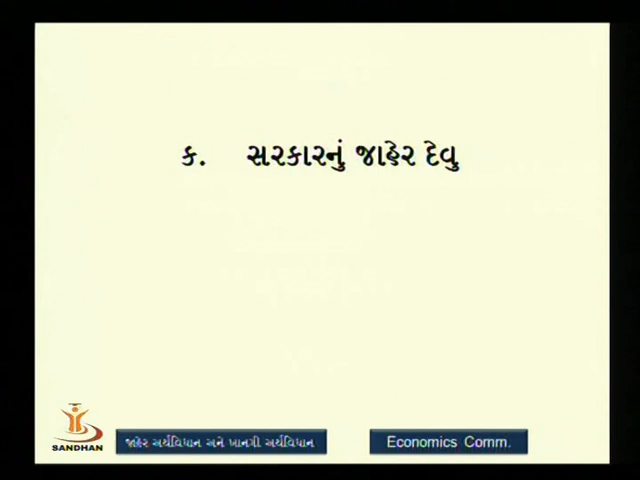 ક. સરકારનું જાહેર દેવુ
SANDHAN
જાહેર અર્થવિધાન અને ખાનગી અર્થવિધાન
Economics Comm.